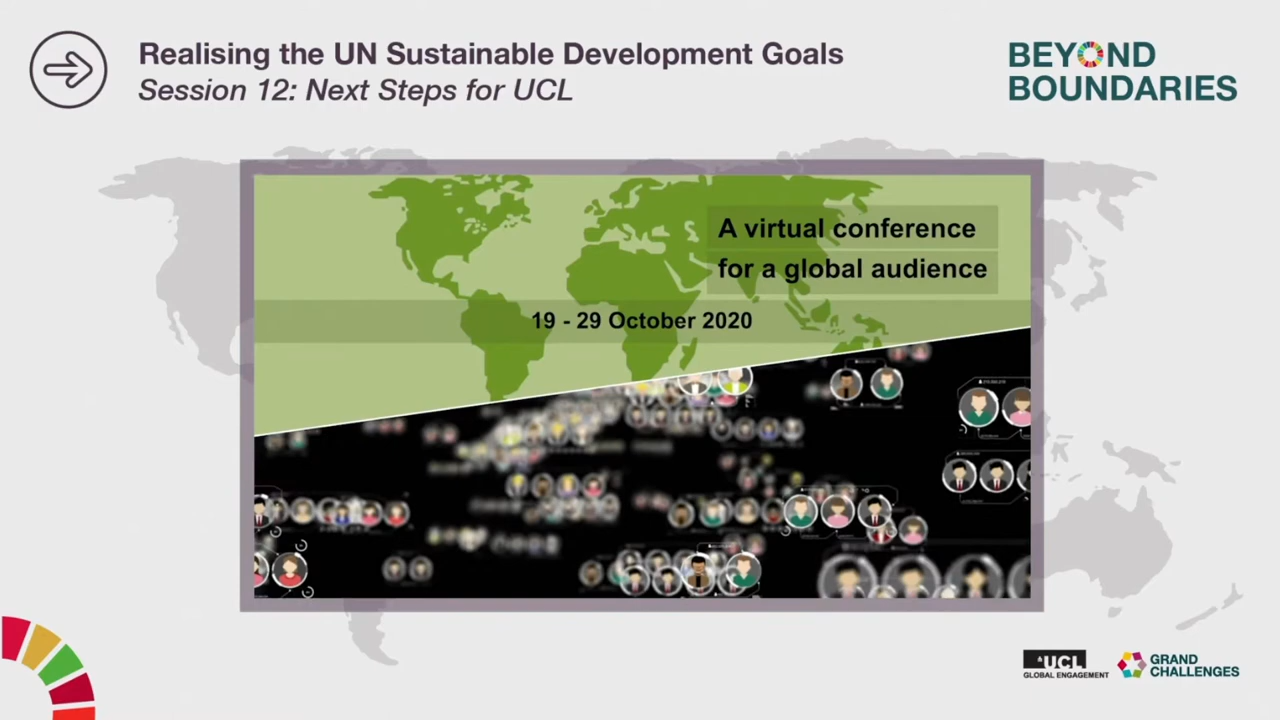 Realising the UN Sustainable Development Goals
Session 12: Next Steps for UCL
BEYOND
BOUNDARIES
A virtual conference
for a global audience
19 - 29 October 2020
UCL
GLOBAL ENGAGEMENT
GRAND
CHALLENGES